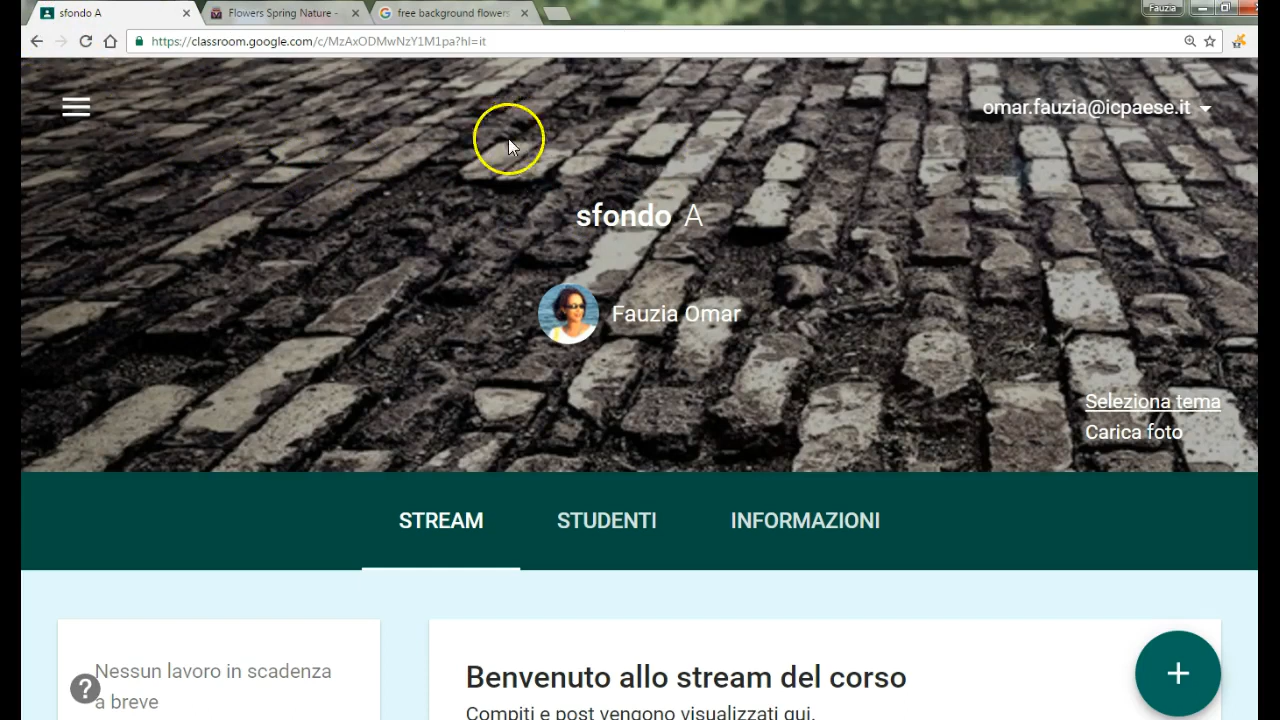 sfondo A
Flowers Spring Nature -
free background flowers
Fauzia
https://classroom.google.com/c/MzAxODMwNzY1M1pa?hl=it
omar.fauzia@icpaese.it
sfondo A
Fauzia Omar
Seleziona tema
Carica foto
STREAM
STUDENTI
INFORMAZIONI
Nessun lavoro in scadenza
a breve
?
Benvenuto allo stream del corso
Compiti e post vengono visualizzati qui.
+